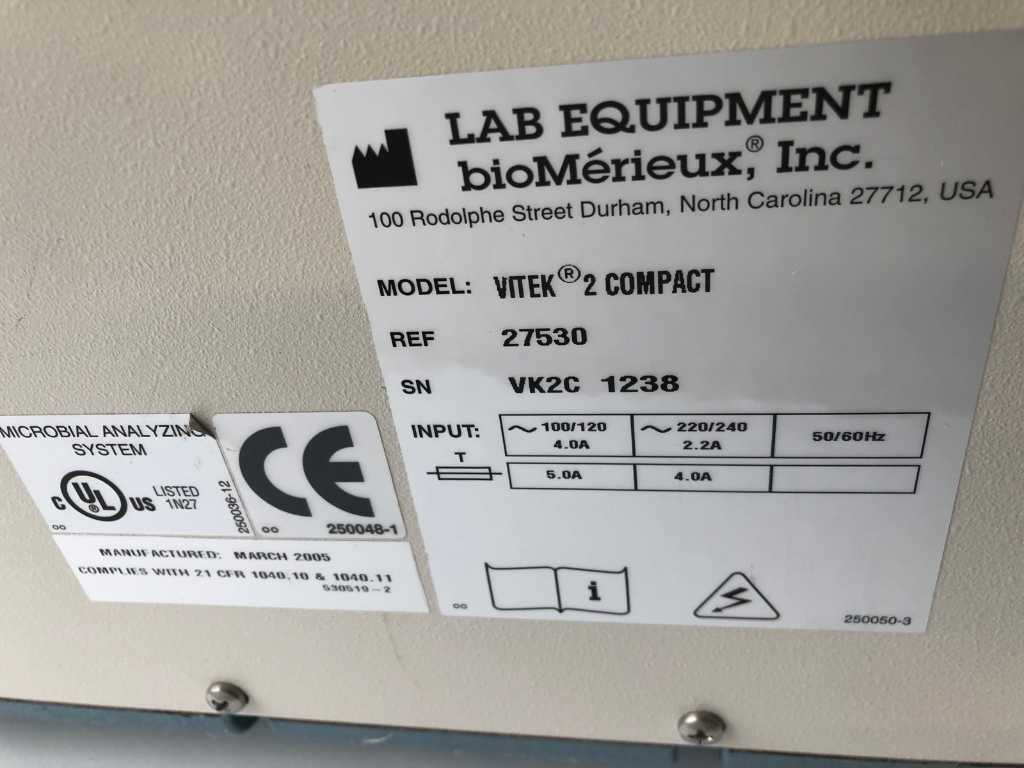 LAB EQUIPMENT
bioMérieux,® Inc.
100 Rodolphe Street Durham, North Carolina 27712, USA
MODEL: VITEK® 2 COMPACT
REF 27530
SN VK2C 1238
INPUT: ~ 100/120 4.0A ~ 220/240 2.2A 50/60Hz
T 5.0A 4.0A
i
250050-3
MICROBIAL ANALYZING
SYSTEM
C UL® US LISTED 1N27
250036-12
CE
250048-1
MANUFACTURED: MARCH 2005
COMPLIES WITH 21 CFR 1040.10 & 1040.11
530519-2